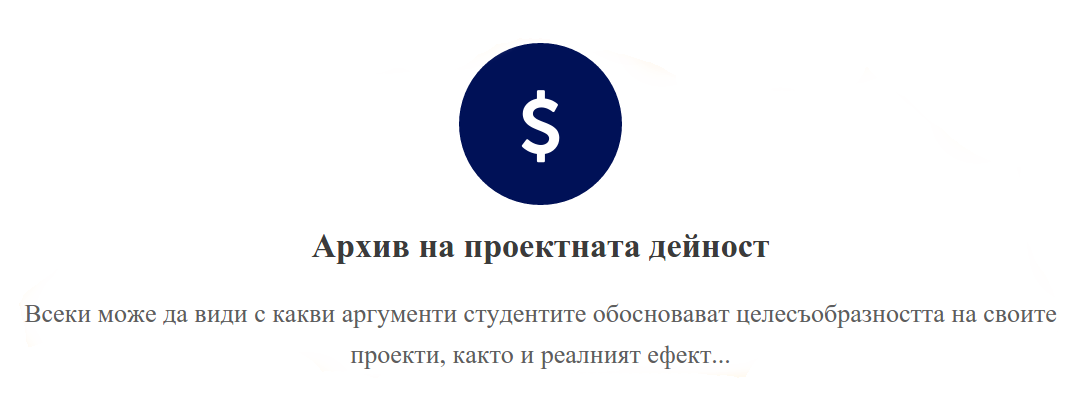 $
Архив на проектната дейност
Всеки може да види с какви аргументи студентите обосновават целесъобразността на своите
проекти, както и реалният ефект...